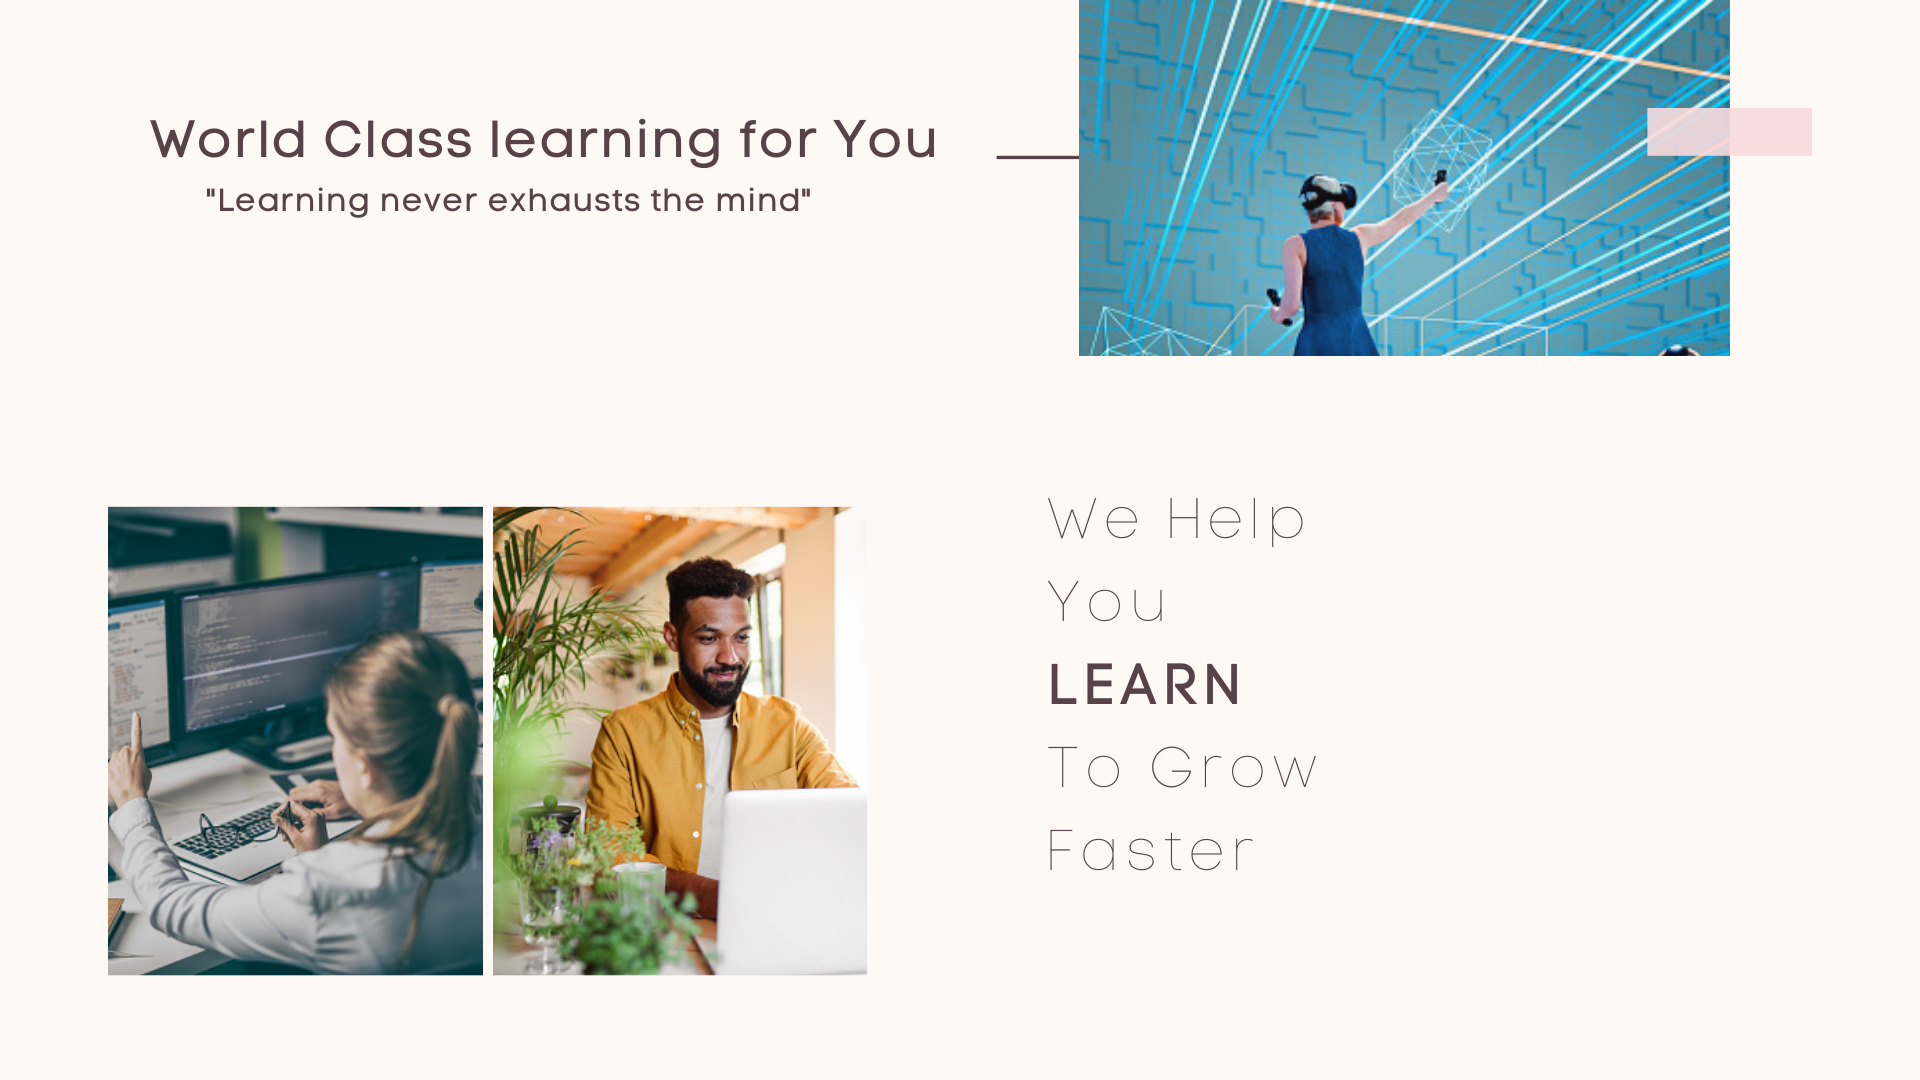 World Class learning for You
"Learning never exhausts the mind"
We Help
You
LEARN
To Grow
Faster